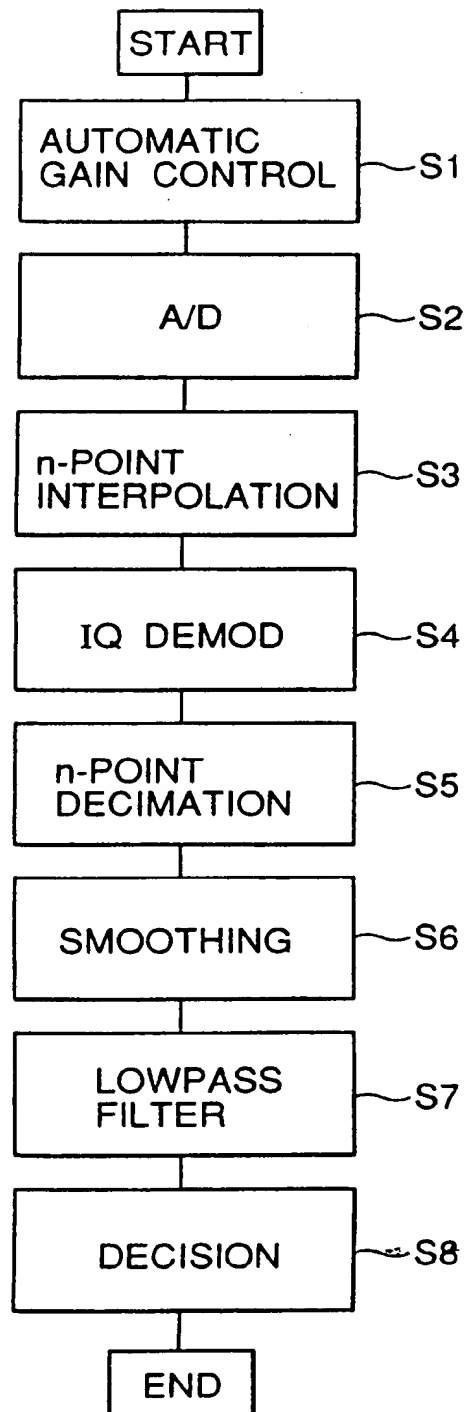 START
AUTOMATIC
GAIN CONTROL
S1
A/D
S2
n-POINT
INTERPOLATION
S3
IQ DEMOD
S4
n-POINT
DECIMATION
S5
SMOOTHING
S6
LOWPASS
FILTER
S7
DECISION
S8
END